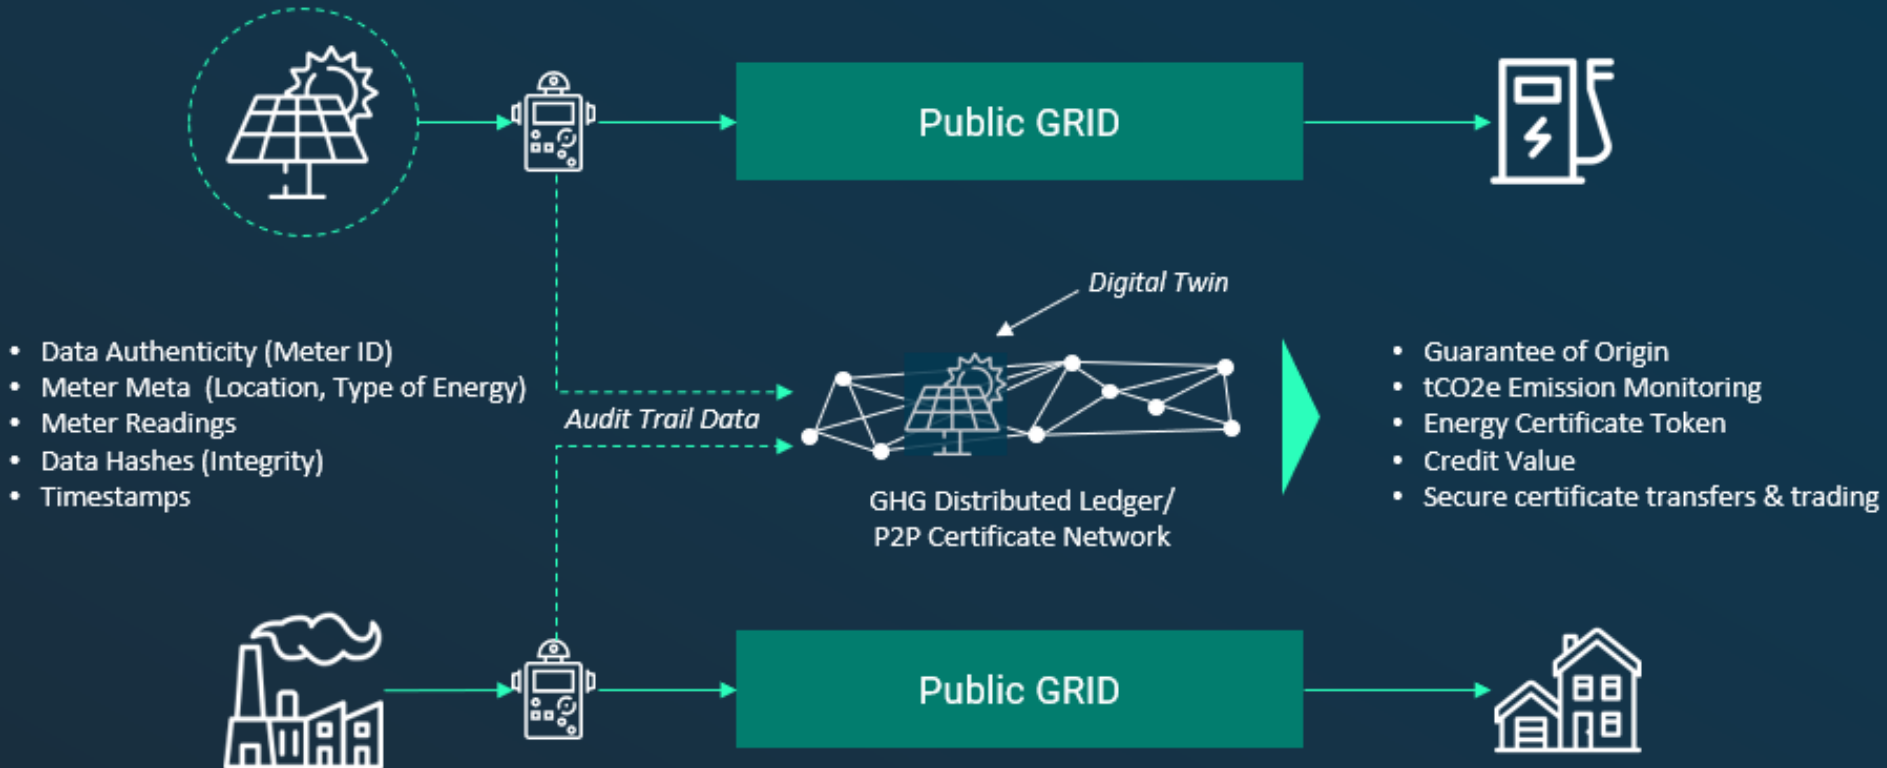 Public GRID
Digital Twin
• Data Authenticity (Meter ID)
• Meter Meta (Location, Type of Energy)
• Meter Readings
• Data Hashes (Integrity)
• Timestamps
Audit Trail Data
GHG Distributed Ledger/
P2P Certificate Network
• Guarantee of Origin
• tCO2e Emission Monitoring
• Energy Certificate Token
• Credit Value
• Secure certificate transfers & trading
Public GRID